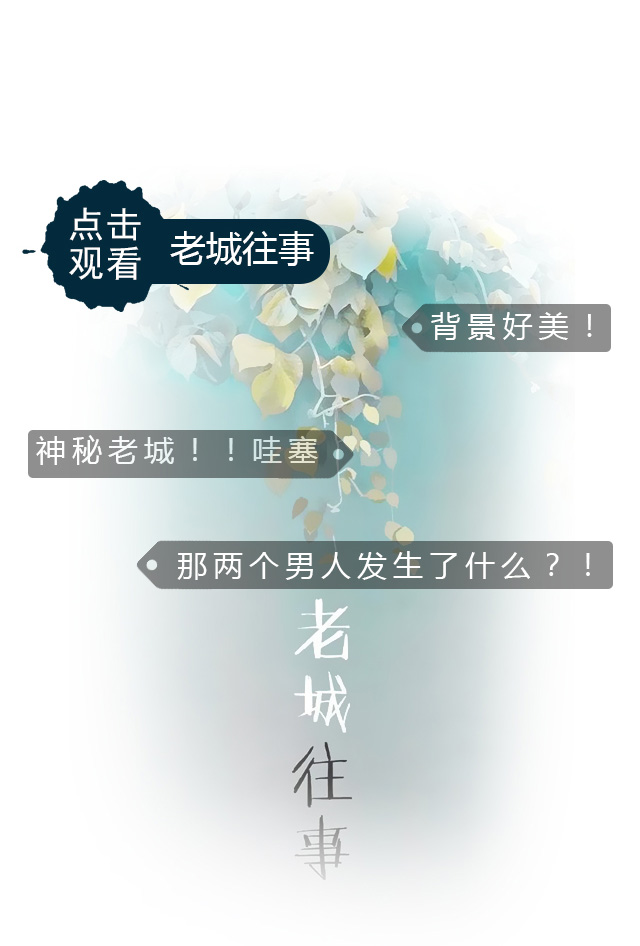 点击
观看
老城往事
背景好美！
神秘老城！！哇塞
那两个男人发生了什么？！
老城往事